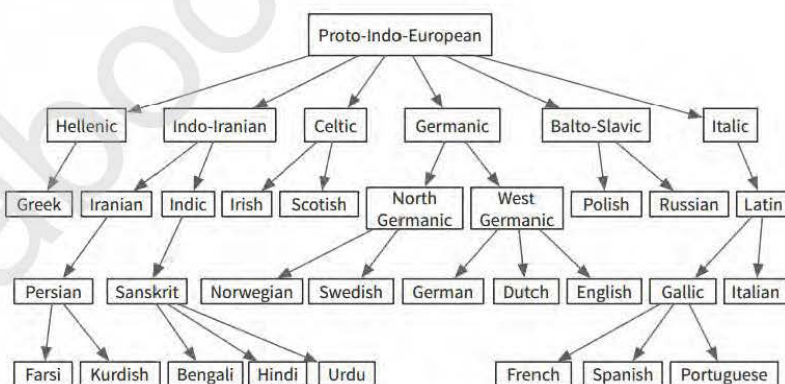 Proto-Indo-European
Hellenic Indo-Iranian Celtic Germanic Balto-Slavic Italic
Greek Iranian Indic Irish Scotish North Germanic West Germanic Polish Russian Latin
Persian Sanskrit Norwegian Swedish German Dutch English Gallic Italian
Farsi Kurdish Bengali Hindi Urdu French Spanish Portuguese